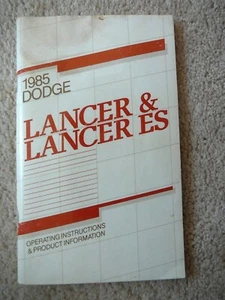 1985
DODGE
LANCER &
LANCER ES
OPERATING INSTRUCTIONS
& PRODUCT INFORMATION